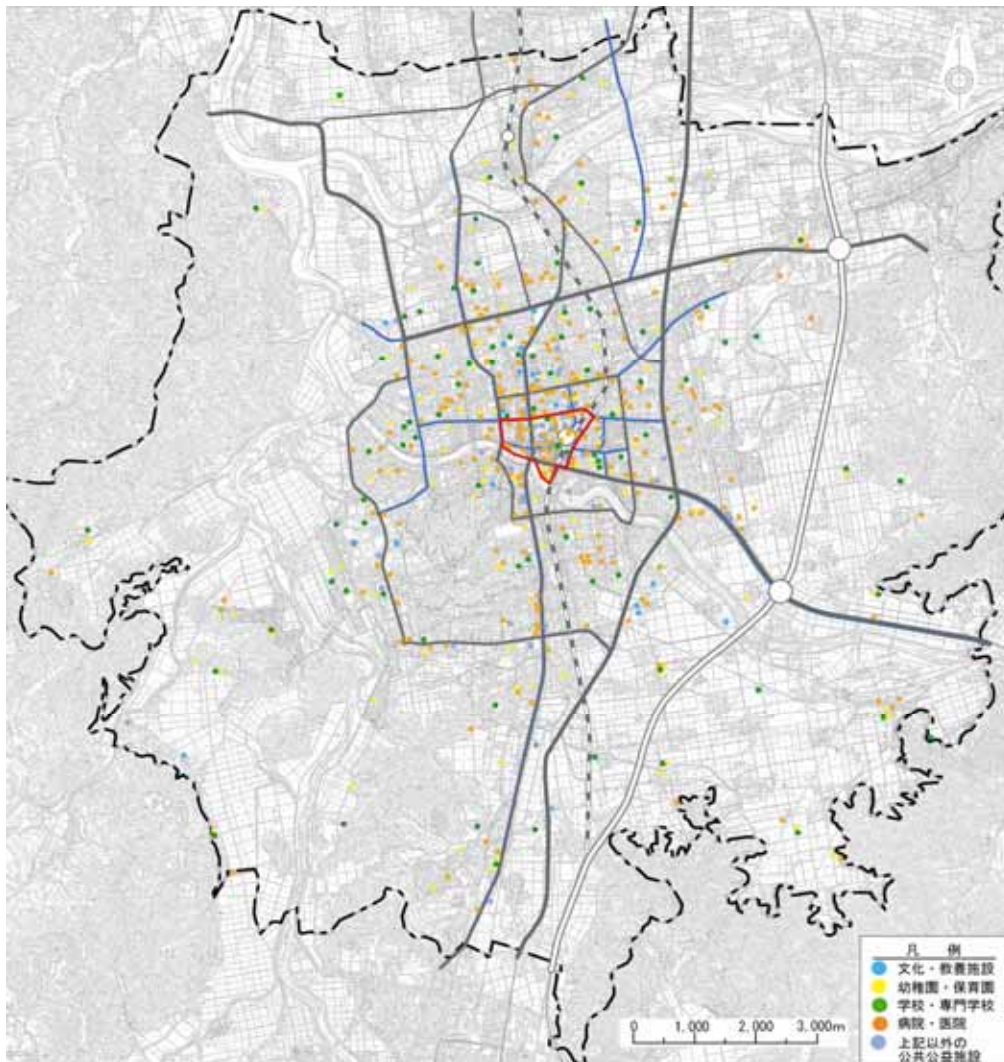 凡 例
文化・教養施設
幼稚園・保育園
学校・専門学校
病院・医院
上記以外の
公共公益施設
0 1,000 2,000 3,000m